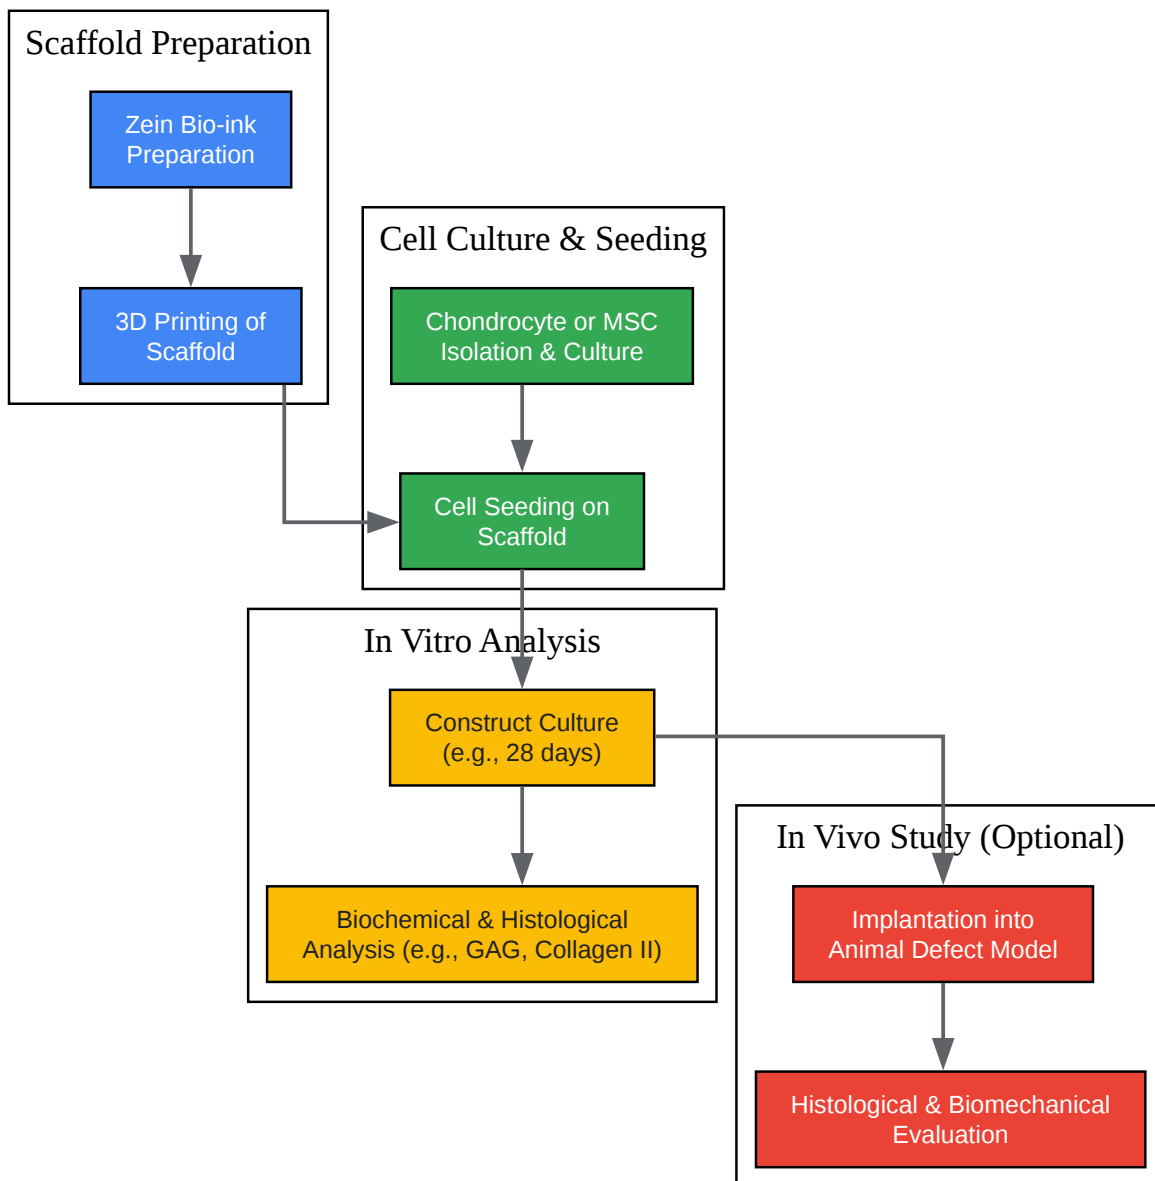 Scaffold Preparation
Zein Bio-ink
Preparation
3D Printing of
Scaffold
Cell Culture & Seeding
Chondrocyte or MSC
Isolation & Culture
Cell Seeding on
Scaffold
In Vitro Analysis
Construct Culture
(e.g., 28 days)
Biochemical & Histological
Analysis (e.g., GAG, Collagen II)
In Vivo Study (Optional)
Implantation into
Animal Defect Model
Histological & Biomechanical
Evaluation